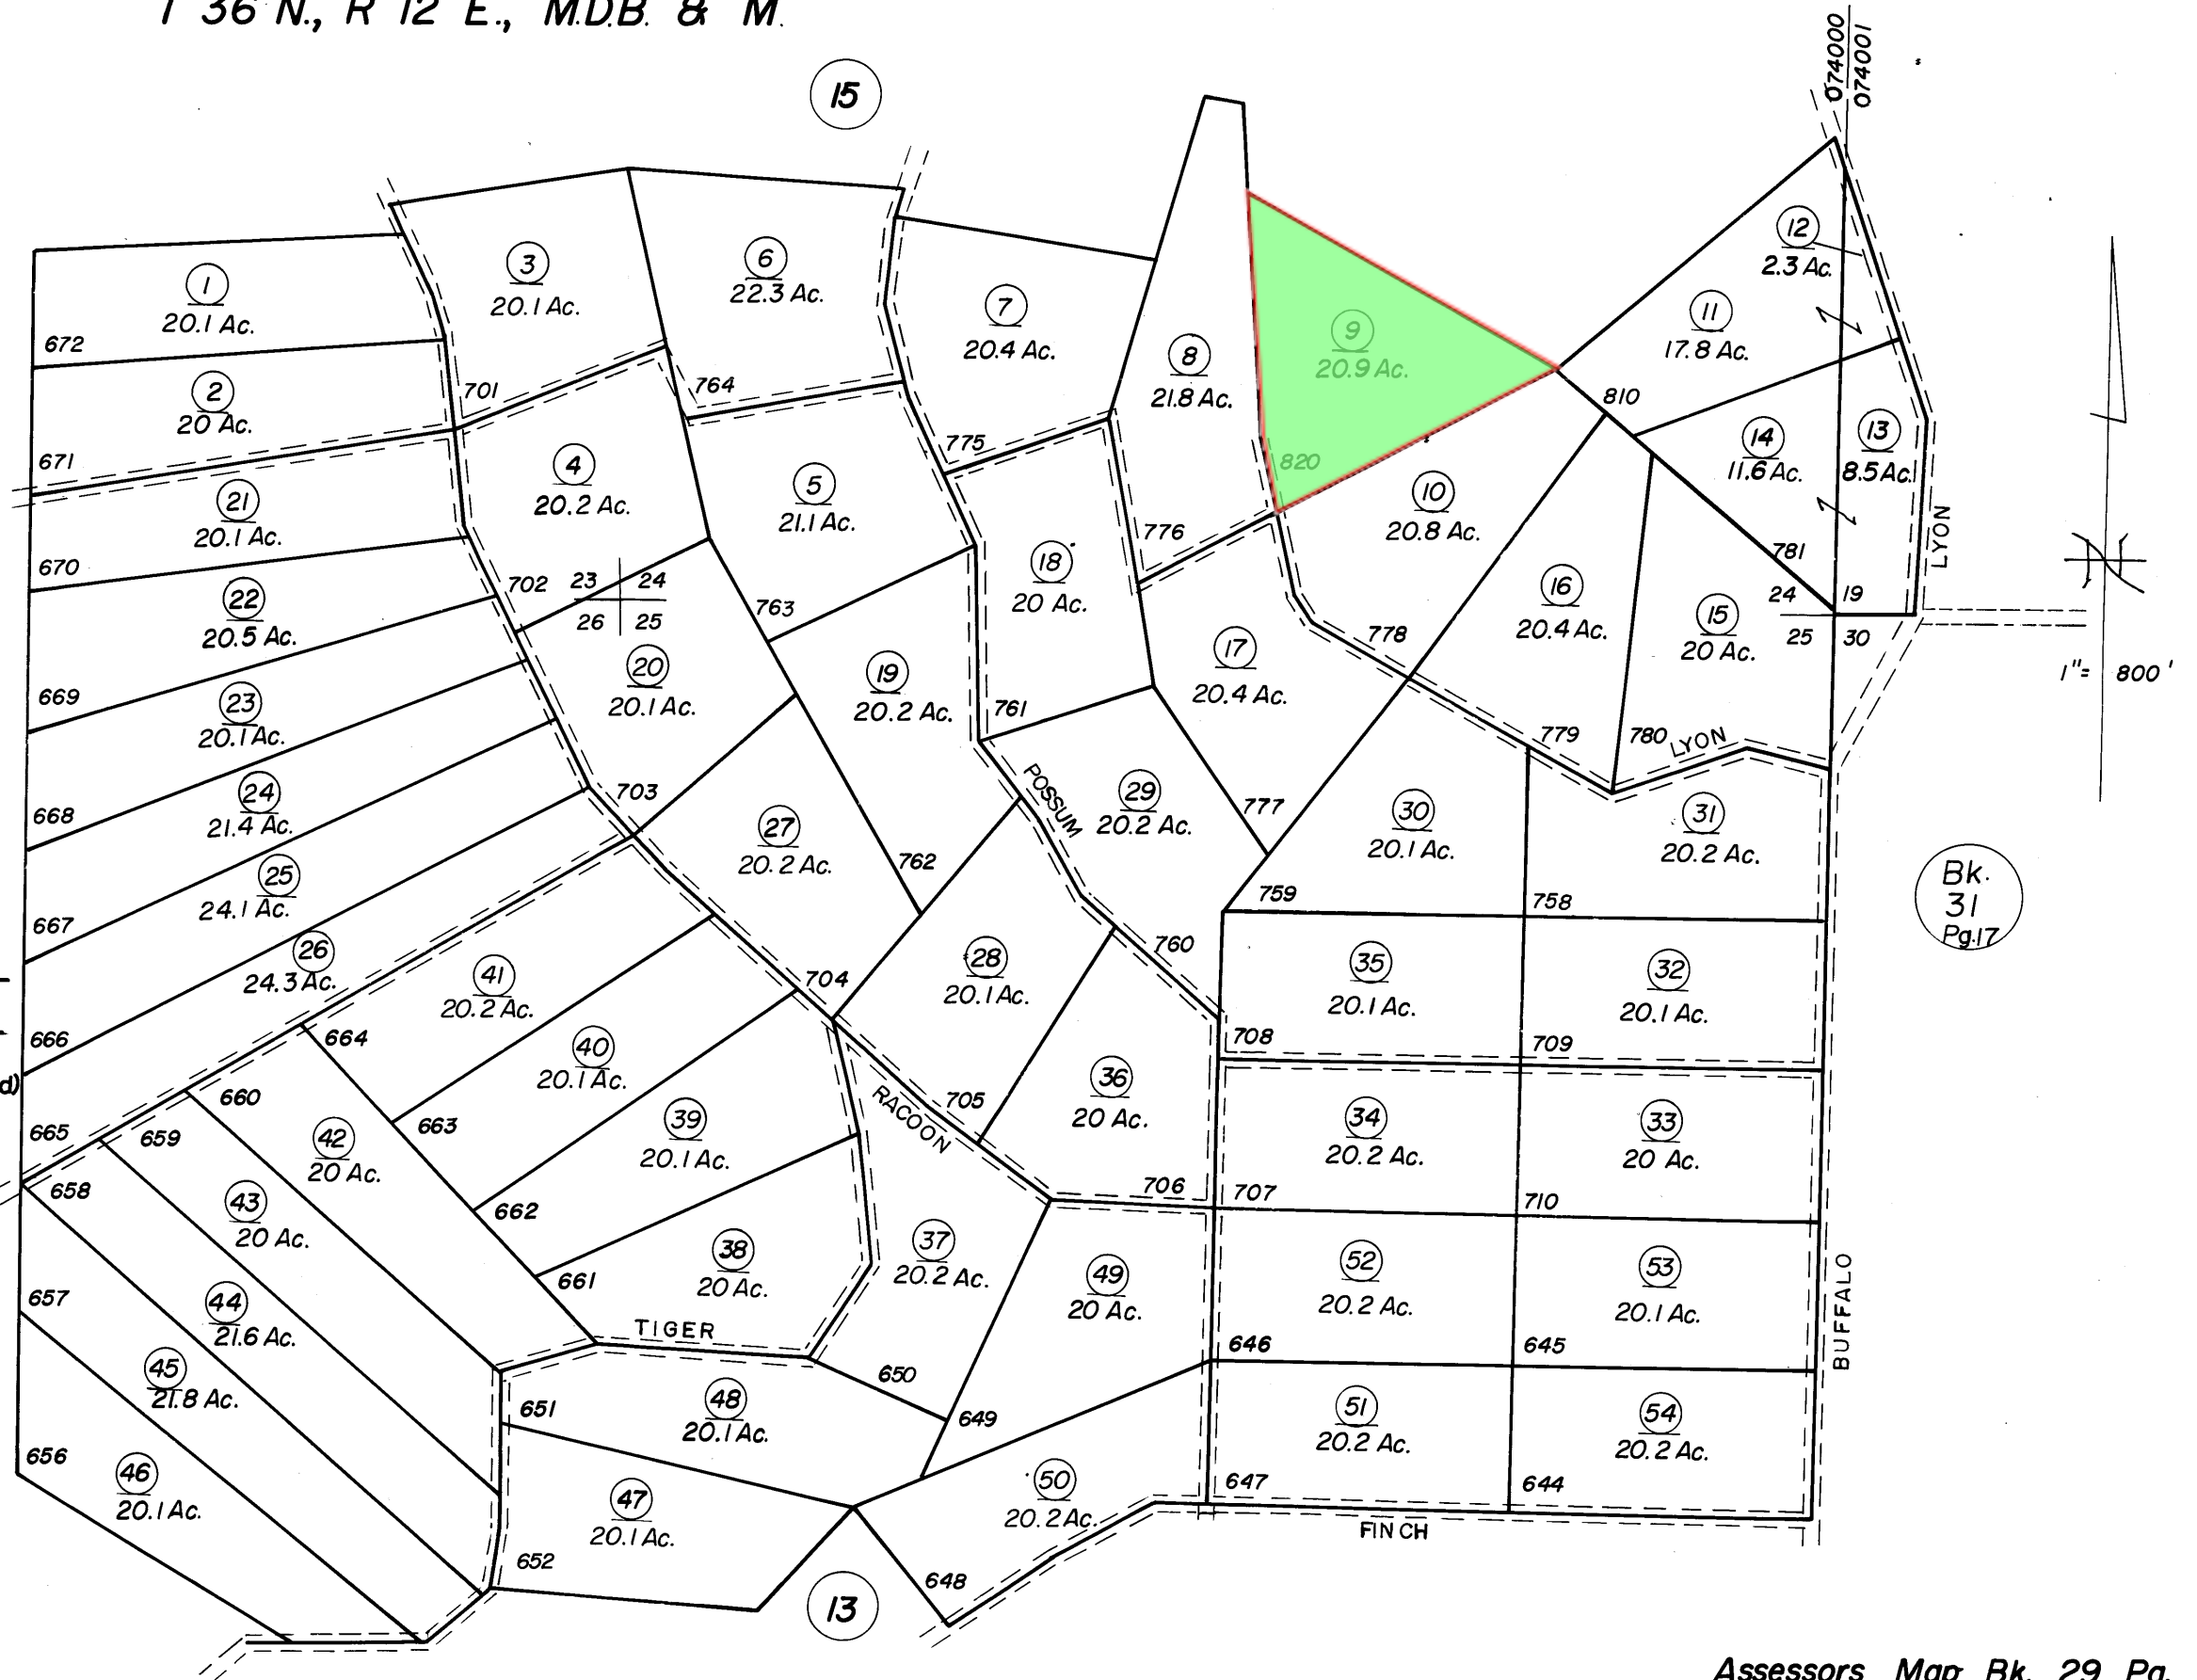 T 36 N., R 12 E., M.D.B. & M.
074000
074001
15
1
20.1 Ac.
672
2
20 Ac.
671
3
20.1 Ac.
701
6
22.3 Ac.
764
7
20.4 Ac.
775
8
21.8 Ac.
776
9
20.9 Ac.
820
10
20.8 Ac.
778
11
17.8 Ac.
810
12
2.3 Ac.
13
8.5 Ac.
14
11.6 Ac.
781
LYON
24 19
25 30
1"= 800'
21
20.1 Ac.
670
22
20.5 Ac.
669
23
20.1 Ac.
668
24
21.4 Ac.
667
25
24.1 Ac.
666
26
24.3 Ac.
665
4
20.2 Ac.
702
23 24
26 25
5
21.1 Ac.
763
18
20 Ac.
761
17
20.4 Ac.
777
16
20.4 Ac.
779
15
20 Ac.
780
LYON
20
20.1 Ac.
703
19
20.2 Ac.
762
27
20.2 Ac.
704
POSSUM
29
20.2 Ac.
760
30
20.1 Ac.
759
31
20.2 Ac.
758
Bk.
31
Pg.17
28
20.1 Ac.
705
35
20.1 Ac.
708
32
20.1 Ac.
709
d)
41
20.2 Ac.
664
40
20.1 Ac.
663
39
20.1 Ac.
662
38
20 Ac.
661
RACOON
36
20 Ac.
706
34
20.2 Ac.
707
33
20 Ac.
710
42
20 Ac.
660
43
20 Ac.
659
44
21.6 Ac.
658
45
21.8 Ac.
657
46
20.1 Ac.
656
37
20.2 Ac.
650
TIGER
49
20 Ac.
649
52
20.2 Ac.
646
53
20.1 Ac.
645
BUFFALO
48
20.1 Ac.
651
47
20.1 Ac.
652
50
20.2 Ac.
648
51
20.2 Ac.
647
54
20.2 Ac.
644
FINCH
13
Assessors Map Bk. 29 Pg.